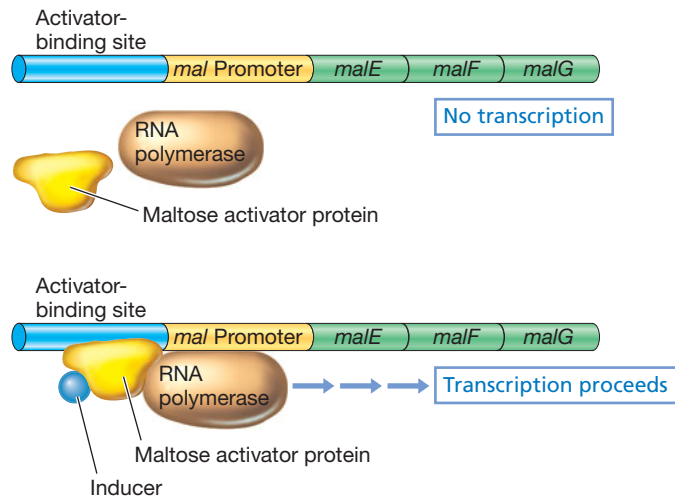 Activator-
binding site
mal Promoter malE malF malG
No transcription
RNA
polymerase
Maltose activator protein
Activator-
binding site
mal Promoter malE malF malG
RNA
polymerase
Transcription proceeds
Maltose activator protein
Inducer